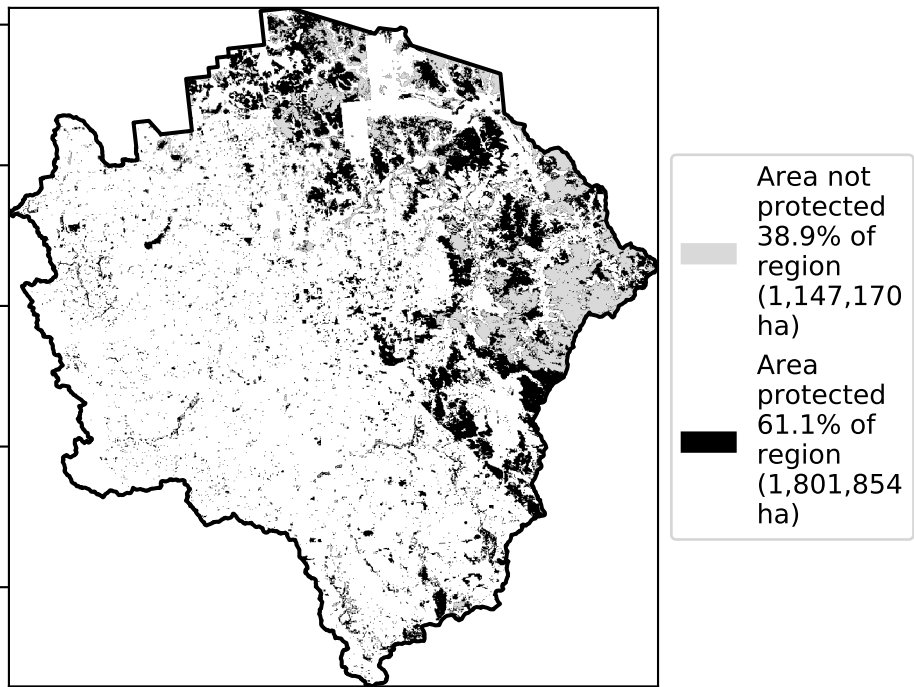 Area not
protected
38.9% of
region
(1,147,170
ha)
Area
protected
61.1% of
region
(1,801,854
ha)